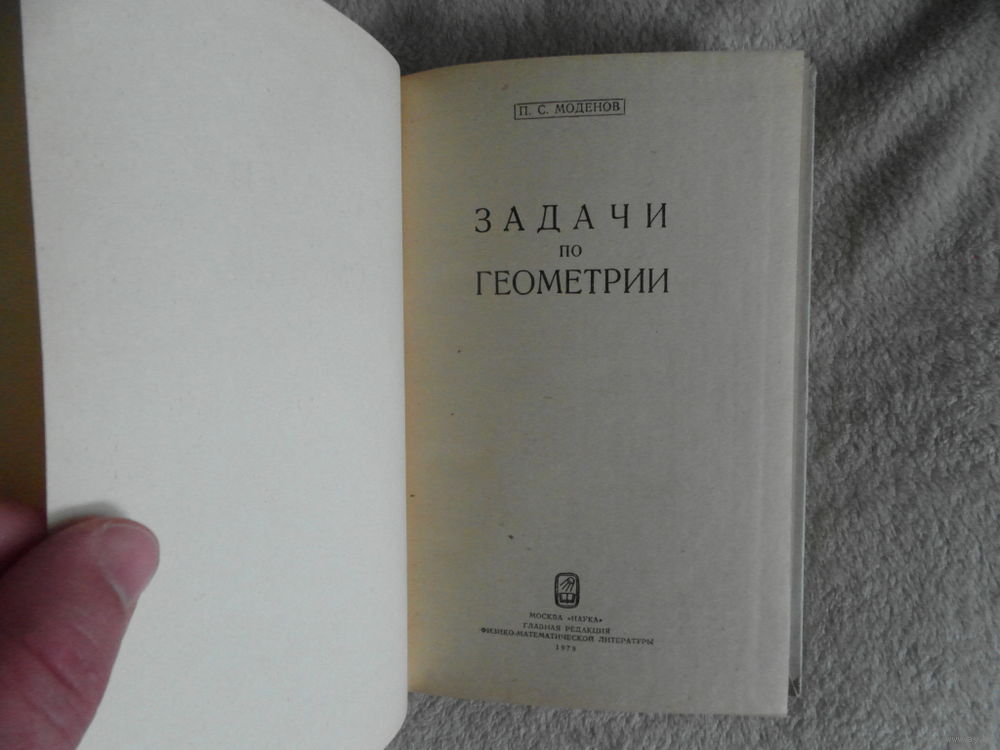 П. С. МОДЕНОВ
ЗАДАЧИ
ПО
ГЕОМЕТРИИ
МОСКВА «НАУКА»
ГЛАВНАЯ РЕДАКЦИЯ
ФИЗИКО-МАТЕМАТИЧЕСКОЙ ЛИТЕРАТУРЫ
1979